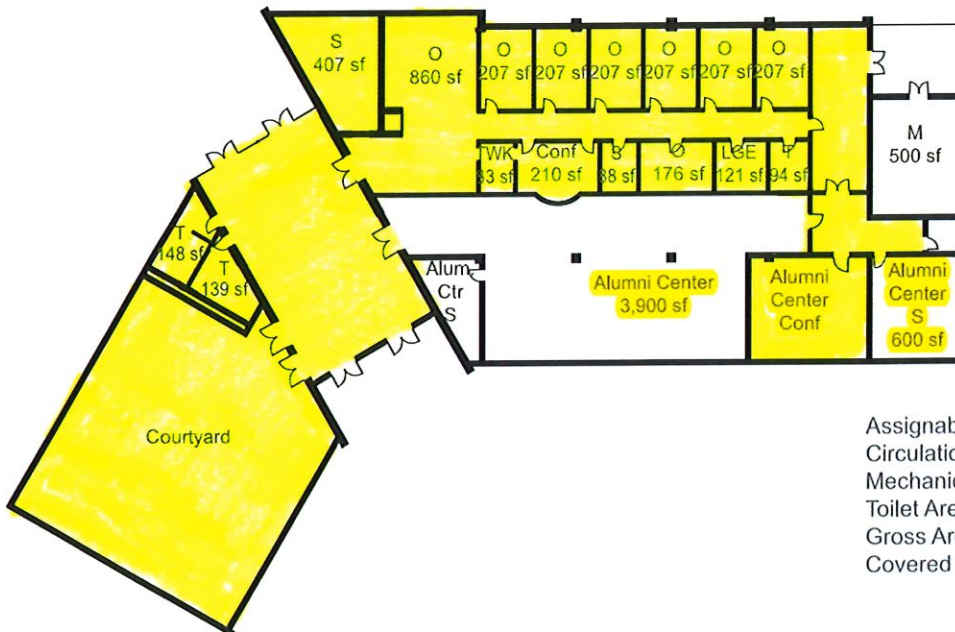 S
407 sf
O
860 sf
O
207 sf
O
207 sf
O
207 sf
O
207 sf
O
207 sf
O
207 sf
M
500 sf
WK
33 sf
Conf
210 sf
S
38 sf
O
176 sf
LGE
121 sf
T
94 sf
T
148 sf
T
139 sf
Alum
Ctr
S
Alumni Center
3,900 sf
Alumni
Center
Conf
Alumni
Center
S
600 sf
Courtyard
Assignab
Circulatio
Mechanic
Toilet Are
Gross Ar
Covered